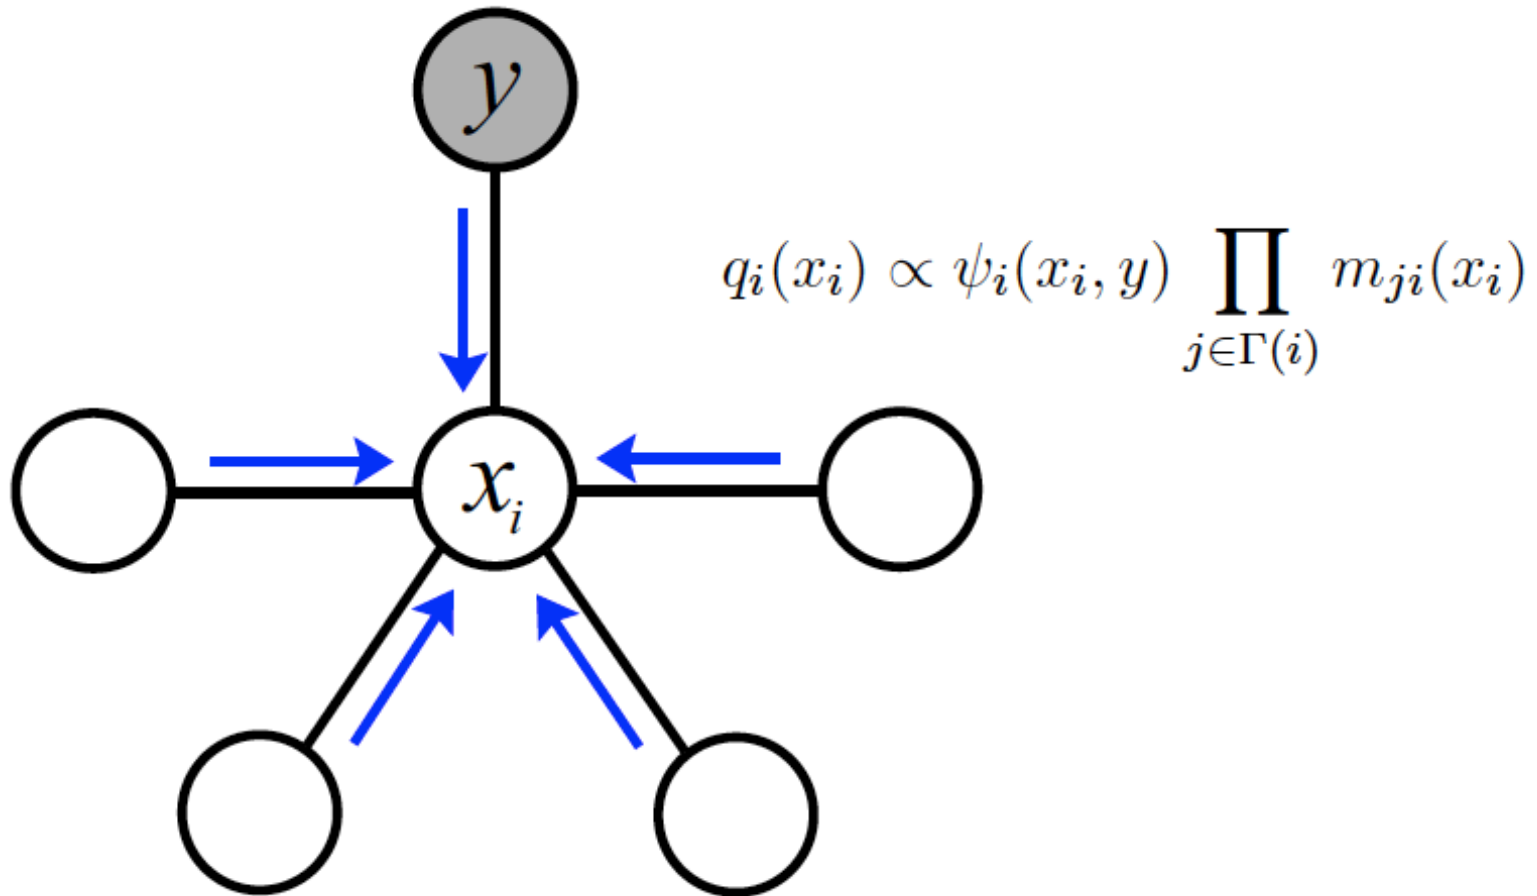 y
q_i(x_i) ∝ ψ_i(x_i, y) ∏_{j∈Γ(i)} m_{ji}(x_i)
x_i